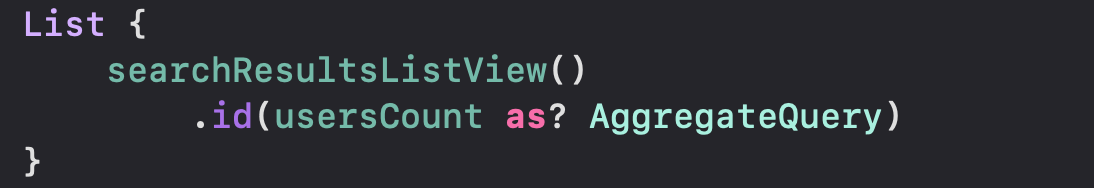 List {
    searchResultsListView()
        .id(usersCount as? AggregateQuery)
}